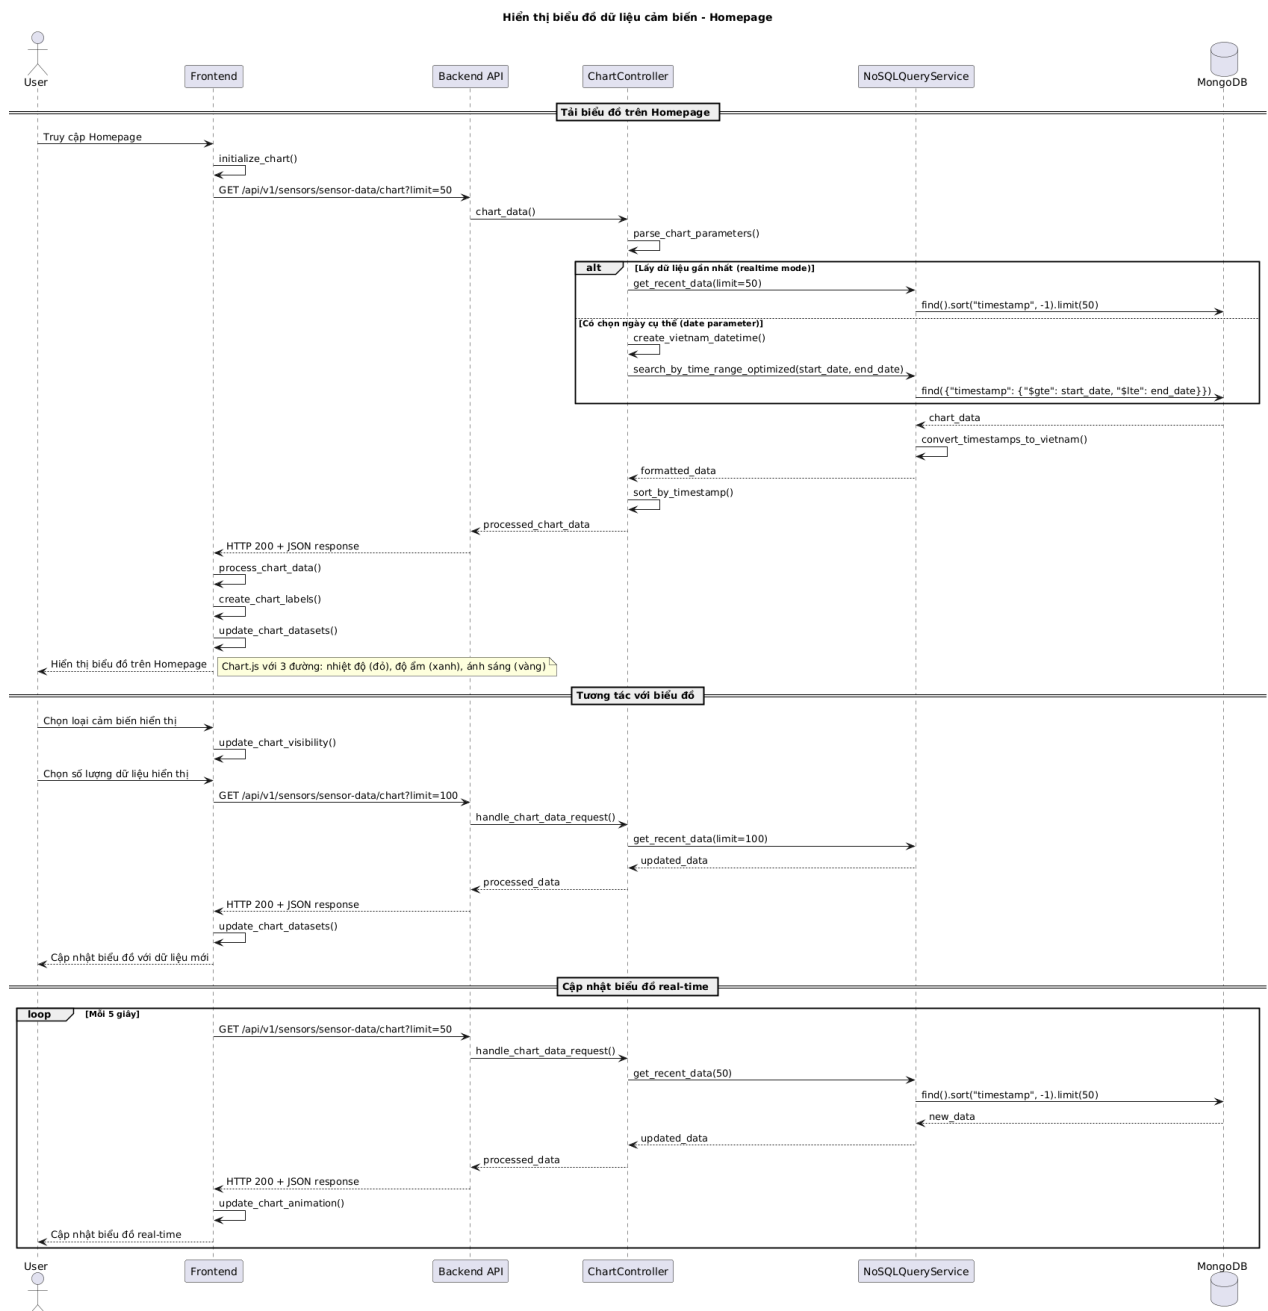 Hiển thị biểu đồ dữ liệu cảm biến - Homepage
User
Frontend
Backend API
ChartController
NoSQLQueryService
MongoDB
Tải biểu đồ trên Homepage
Truy cập Homepage
initialize_chart()
GET /api/v1/sensors/sensor-data/chart?limit=50
chart_data()
parse_chart_parameters()
alt [Lấy dữ liệu gần nhất (realtime mode)]
get_recent_data(limit=50)
find().sort("timestamp", -1).limit(50)
[Có chọn ngày cụ thể (date parameter)]
create_vietnam_datetime()
search_by_time_range_optimized(start_date, end_date)
find({"timestamp": {"$gte": start_date, "$lte": end_date}})
chart_data
convert_timestamps_to_vietnam()
formatted_data
sort_by_timestamp()
processed_chart_data
HTTP 200 + JSON response
process_chart_data()
create_chart_labels()
update_chart_datasets()
Hiển thị biểu đồ trên Homepage
Chart.js với 3 đường: nhiệt độ (đỏ), độ ẩm (xanh), ánh sáng (vàng)
Tương tác với biểu đồ
Chọn loại cảm biến hiển thị
update_chart_visibility()
Chọn số lượng dữ liệu hiển thị
GET /api/v1/sensors/sensor-data/chart?limit=100
handle_chart_data_request()
get_recent_data(limit=100)
updated_data
processed_data
HTTP 200 + JSON response
update_chart_datasets()
Cập nhật biểu đồ với dữ liệu mới
Cập nhật biểu đồ real-time
loop [Mỗi 5 giây]
GET /api/v1/sensors/sensor-data/chart?limit=50
handle_chart_data_request()
get_recent_data(50)
find().sort("timestamp", -1).limit(50)
new_data
updated_data
processed_data
HTTP 200 + JSON response
update_chart_animation()
Cập nhật biểu đồ real-time
User
Frontend
Backend API
ChartController
NoSQLQueryService
MongoDB